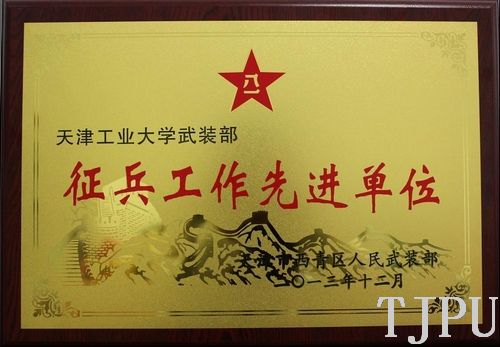 八一
天津工业大学武装部
征兵工作先进单位
天津市西青区人民武装部
二〇一三年十二月
TJPU